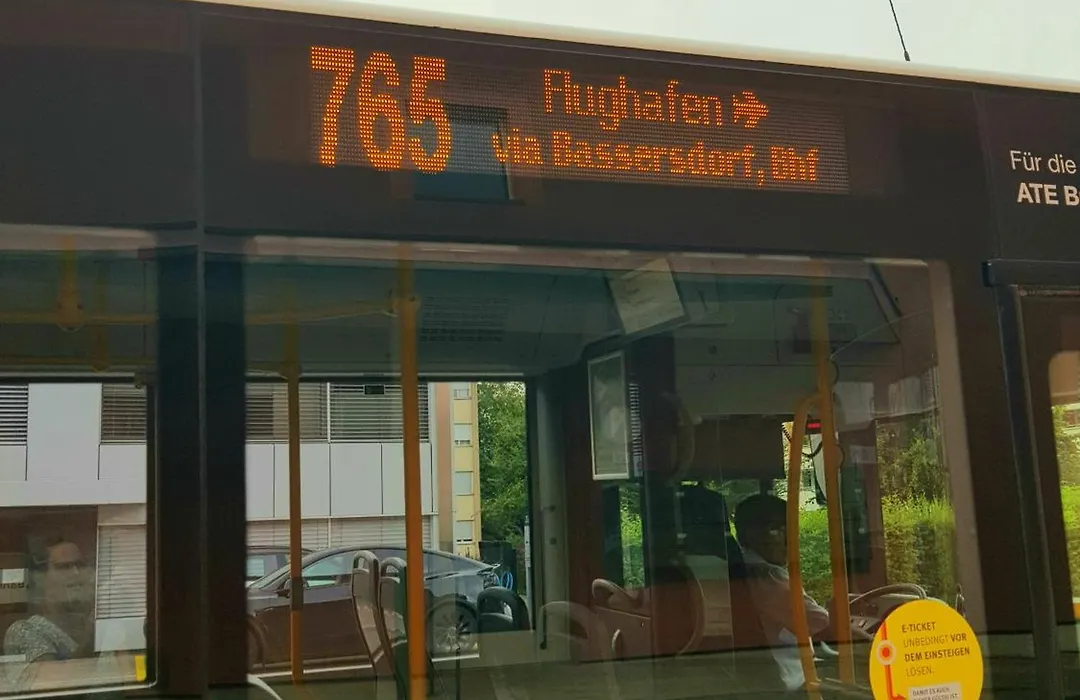 765 Flughafen
via Bassersdorf, Bhf
Für die
ATE B
E-TICKET
UNBEDINGT VOR
DEM EINSTEIGEN
LÖSEN.